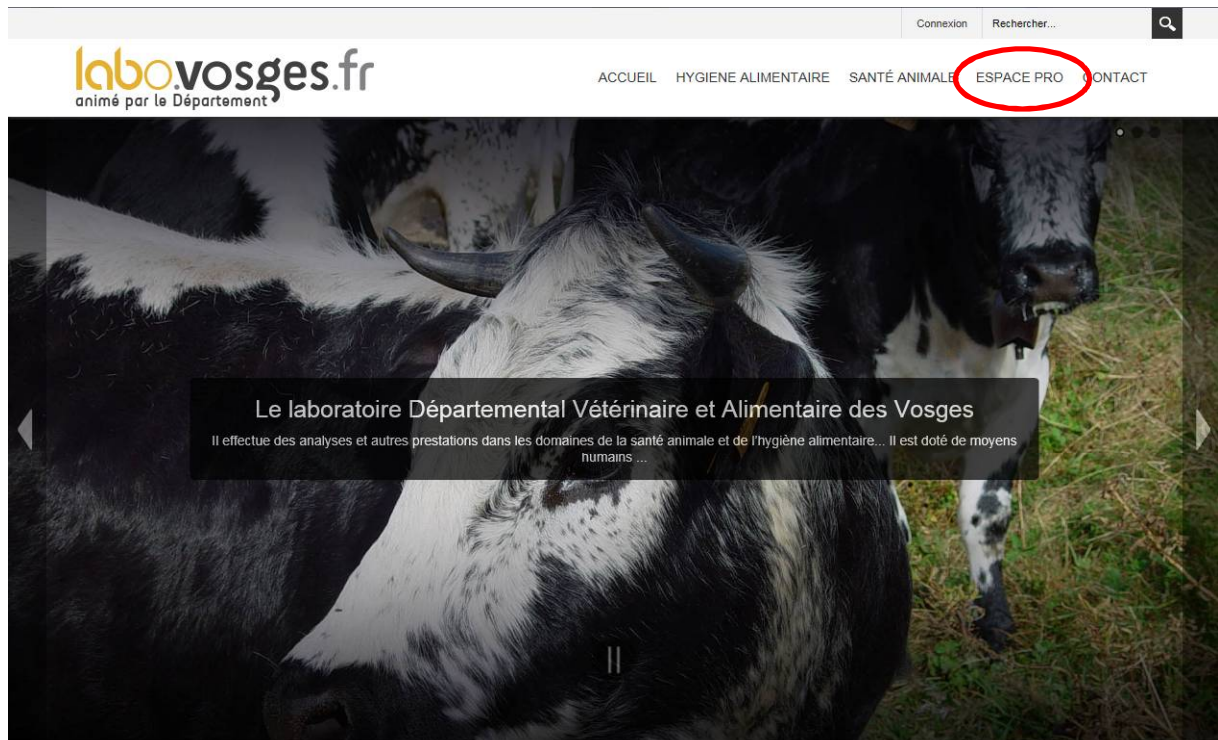 Connexion Rechercher...
labo.vosges.fr
animé par le Département
ACCUEIL HYGIENE ALIMENTAIRE SANTÉ ANIMALE ESPACE PRO CONTACT
Le laboratoire Départemental Vétérinaire et Alimentaire des Vosges
Il effectue des analyses et autres prestations dans les domaines de la santé animale et de l'hygiène alimentaire... Il est doté de moyens
humains ...